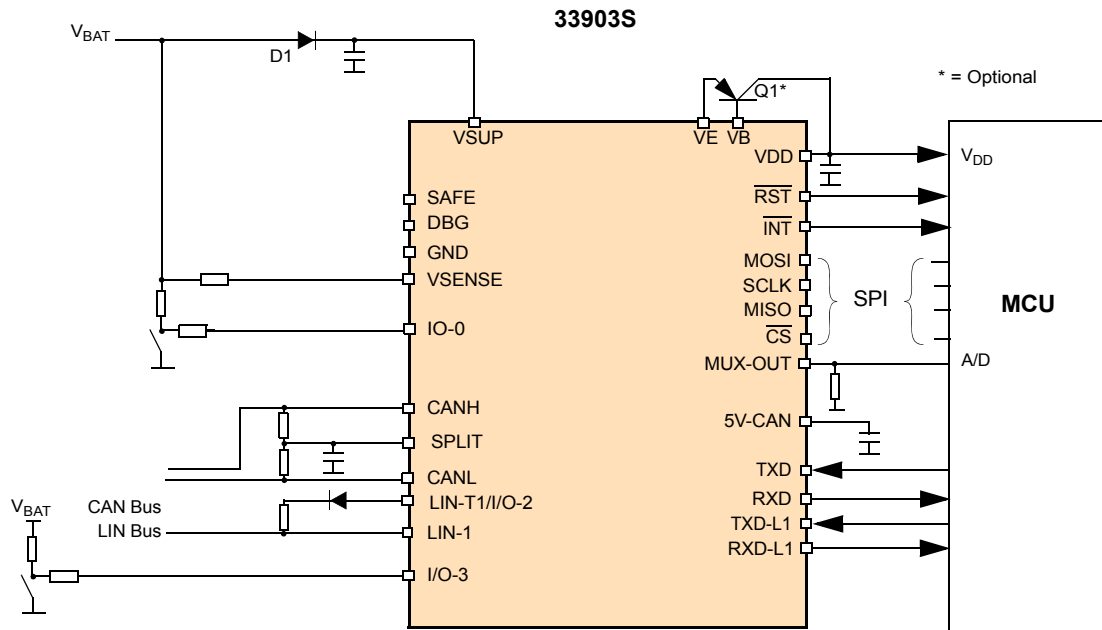 33903S
VBAT
D1
Q1*
* = Optional
VSUP
VE
VB
VDD
VDD
SAFE
RST
DBG
INT
GND
MOSI
VSENSE
SCLK
SPI
MCU
MISO
IO-0
CS
MUX-OUT
A/D
CANH
5V-CAN
SPLIT
CANL
TXD
VBAT
CAN Bus
LIN-T1/I/O-2
RXD
LIN Bus
LIN-1
TXD-L1
RXD-L1
I/O-3